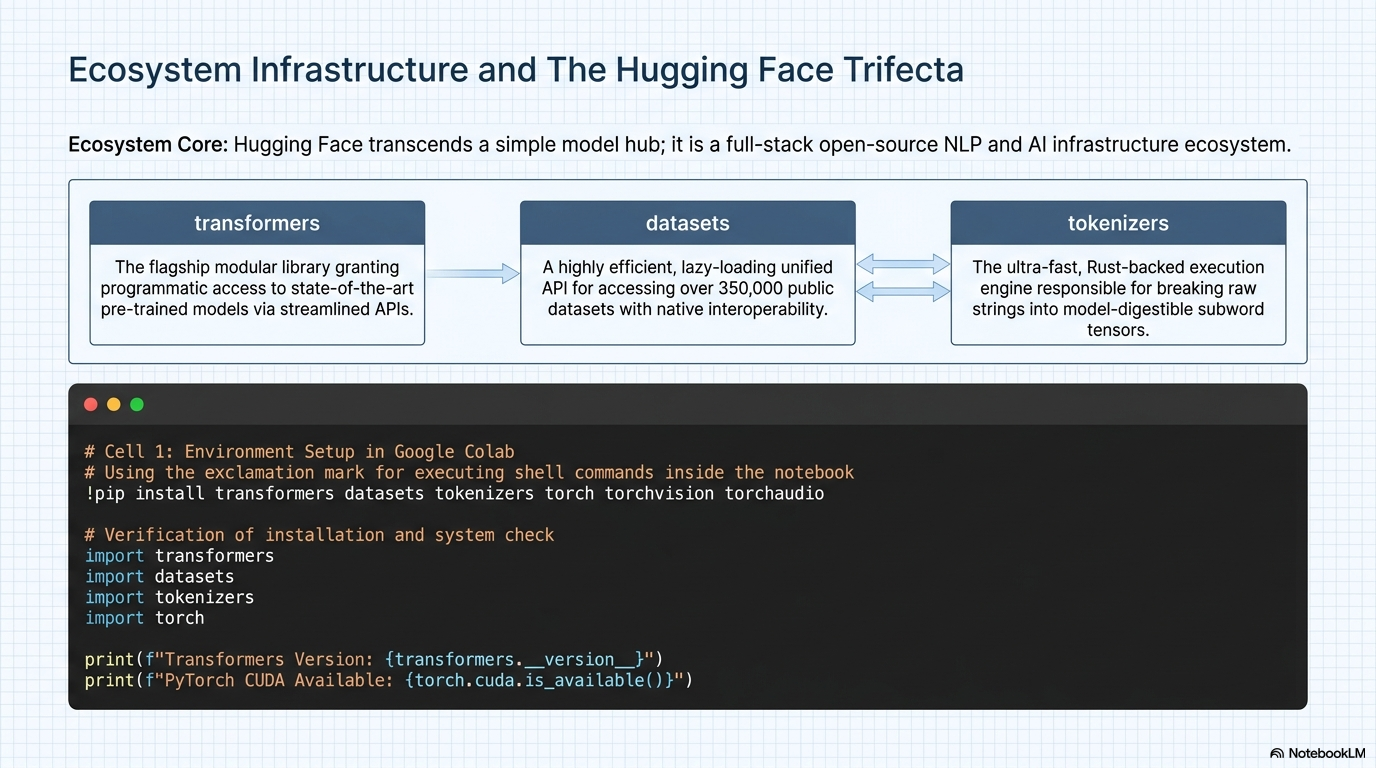 Ecosystem Infrastructure and The Hugging Face Trifecta
Ecosystem Core: Hugging Face transcends a simple model hub; it is a full-stack open-source NLP and AI infrastructure ecosystem.
transformers
The flagship modular library granting
programmatic access to state-of-the-art
pre-trained models via streamlined APIs.
datasets
A highly efficient, lazy-loading unified
API for accessing over 350,000 public
datasets with native interoperability.
tokenizers
The ultra-fast, Rust-backed execution
engine responsible for breaking raw
strings into model-digestible subword
tensors.
# Cell 1: Environment Setup in Google Colab
# Using the exclamation mark for executing shell commands inside the notebook
!pip install transformers datasets tokenizers torch torchvision torchaudio
# Verification of installation and system check
import transformers
import datasets
import tokenizers
import torch
print(f"Transformers Version: {transformers.__version__}")
print(f"PyTorch CUDA Available: {torch.cuda.is_available()}")
NotebookLM